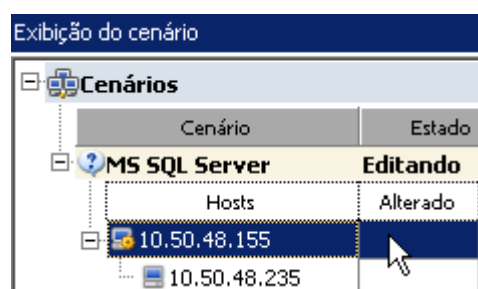 Exibição do cenário
Cenários
Cenário Estado
MS SQL Server Editando
Hosts Alterado
10.50.48.155
10.50.48.235